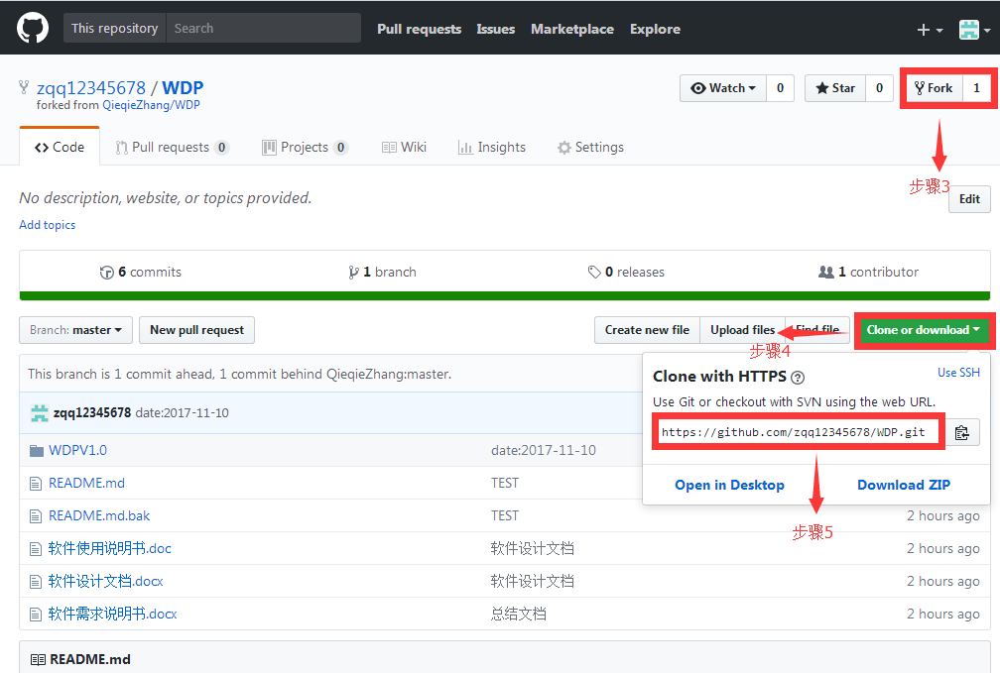 This repository Search Pull requests Issues Marketplace Explore
zqq12345678 / WDP Watch 0 Star 0 Fork 1
forked from QieqieZhang/WDP
Code Pull requests 0 Projects 0 Wiki Insights Settings
步骤3
No description, website, or topics provided. Edit
Add topics
6 commits 1 branch 0 releases 1 contributor
Branch: master New pull request Create new file Upload files Find file Clone or download
步骤4
This branch is 1 commit ahead, 1 commit behind QieqieZhang:master.
Clone with HTTPS ? Use SSH
Use Git or checkout with SVN using the web URL.
zqq12345678 date:2017-11-10
https://github.com/zqq12345678/WDP.git
WDPV1.0 date:2017-11-10
README.md TEST
Open in Desktop Download ZIP
README.md.bak TEST 2 hours ago
步骤5
软件使用说明书.doc 软件设计文档 2 hours ago
软件设计文档.docx 软件设计文档 2 hours ago
软件需求说明书.docx 总结文档 2 hours ago
README.md